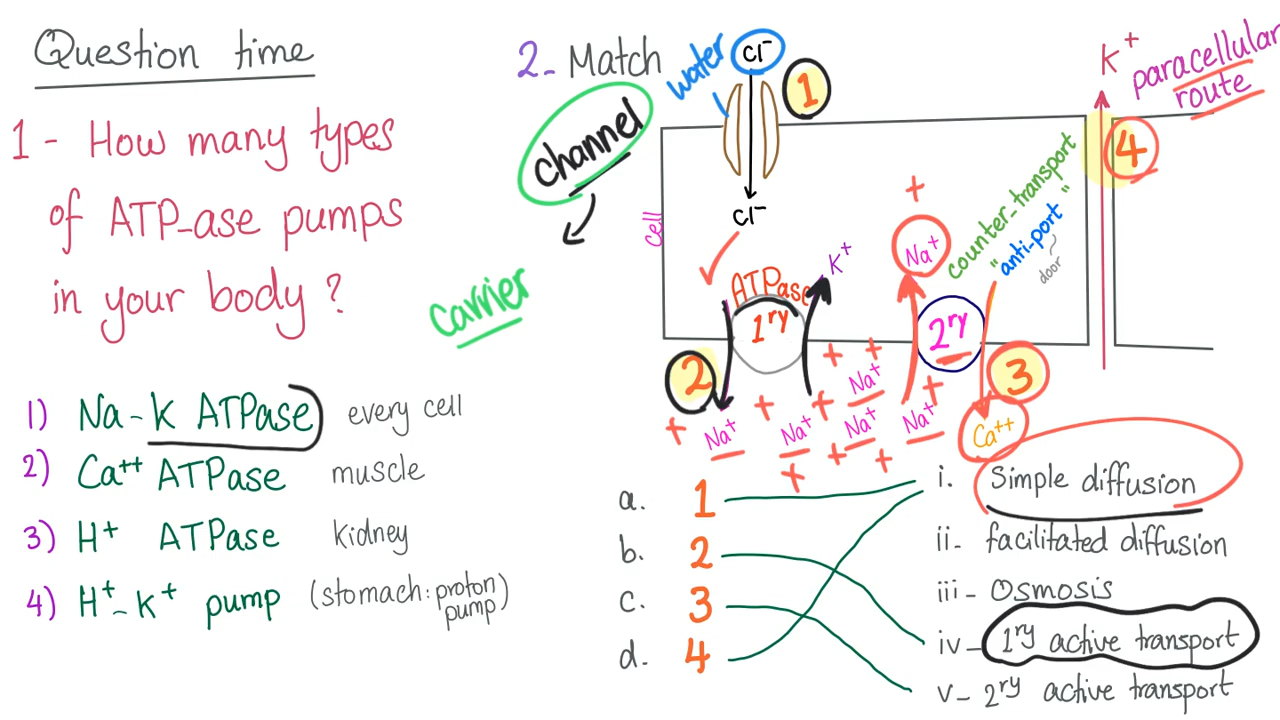 Question time
1 - How many types
of ATP-ase pumps
in your body ?
1) Na - K ATPase every cell
2) Ca++ ATPase muscle
3) H+ ATPase kidney
4) H+ - K+ pump (stomach: proton
pump)
2- Match
channel
carrier
water
Cl-
1
Cl-
cell
ATPase
1ry
K+
2
Na+
Na+
Na+
Na+
Na+
Na+
+
+
+
+
+
+
+
+
+
+
+
2ry
counter-transport
"anti-port"
door
3
Ca++
K+
paracellular
route
4
a. 1
b. 2
c. 3
d. 4
i. Simple diffusion
ii- facilitated diffusion
iii- Osmosis
iv- 1ry active transport
v- 2ry active transport